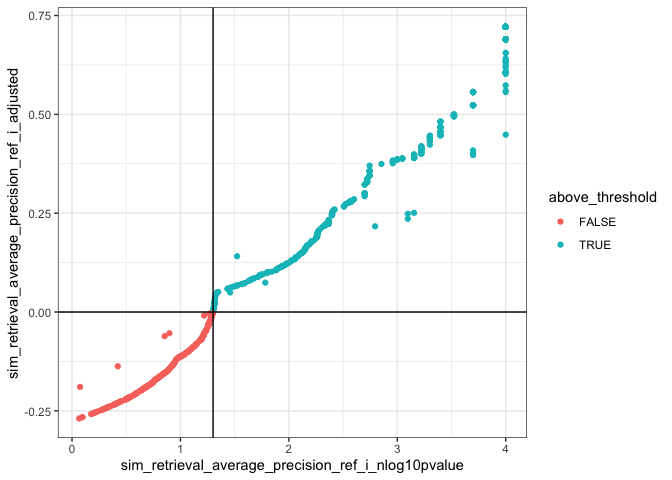 0.75
0.50
0.25
0.00
-0.25
sim_retrieval_average_precision_ref_i_adjusted
0
1
2
3
4
sim_retrieval_average_precision_ref_i_nlog10pvalue
above_threshold
FALSE
TRUE